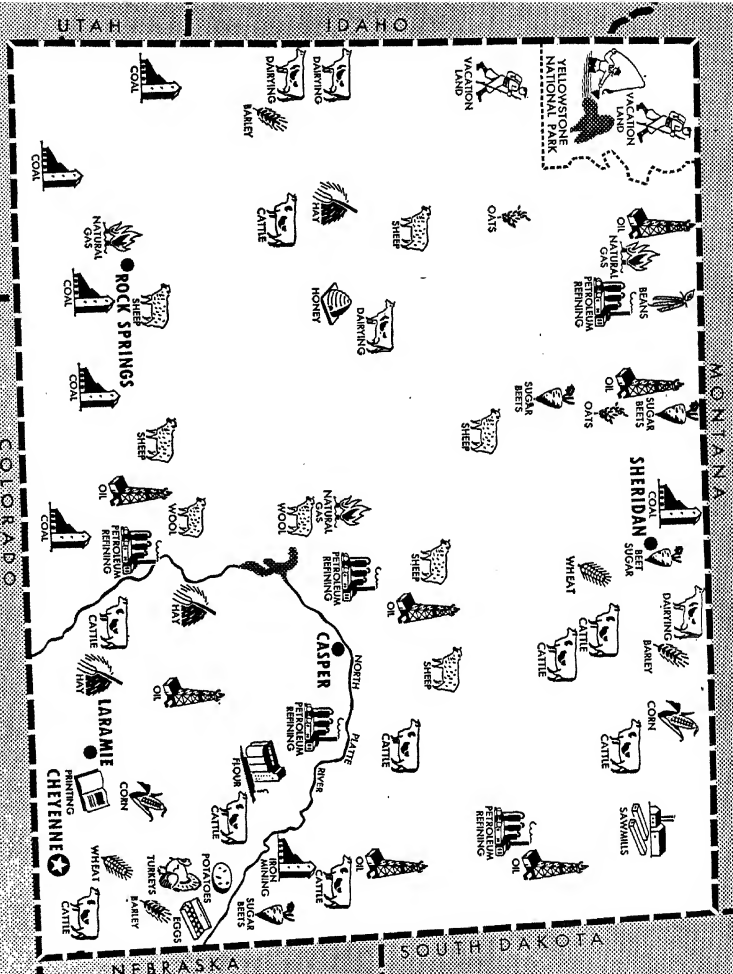 MONTANA
IDAHO
UTAH
COLORADO
NEBRASKA
SOUTH DAKOTA
YELLOWSTONE
NATIONAL PARK
VACATION
LAND
OIL
NATURAL
GAS
BEANS
PETROLEUM
REFINING
OIL
SUGAR
BEETS
OATS
SUGAR
BEETS
COAL
SHERIDAN
BEET
SUGAR
DAIRYING
BARLEY
WHEAT
CATTLE
CATTLE
CORN
CATTLE
SAWMILLS
VACATION
LAND
OATS
SHEEP
SHEEP
PETROLEUM
REFINING
OIL
DAIRYING
DAIRYING
BARLEY
HAY
CATTLE
HONEY
DAIRYING
SHEEP
OIL
SHEEP
CATTLE
OIL
NATURAL
GAS
WOOL
PETROLEUM
REFINING
CASPER
NORTH
PLATTE
RIVER
PETROLEUM
REFINING
FLOUR
CATTLE
IRON
MINING
CATTLE
COAL
COAL
NATURAL
GAS
ROCK SPRINGS
SHEEP
COAL
COAL
SHEEP
OIL
WOOL
COAL
PETROLEUM
REFINING
HAY
CATTLE
HAY
OIL
LARAMIE
PRINTING
CORN
CHEYENNE
WHEAT
TURKEYS
POTATOES
SUGAR
BEETS
EGGS
BARLEY
CATTLE